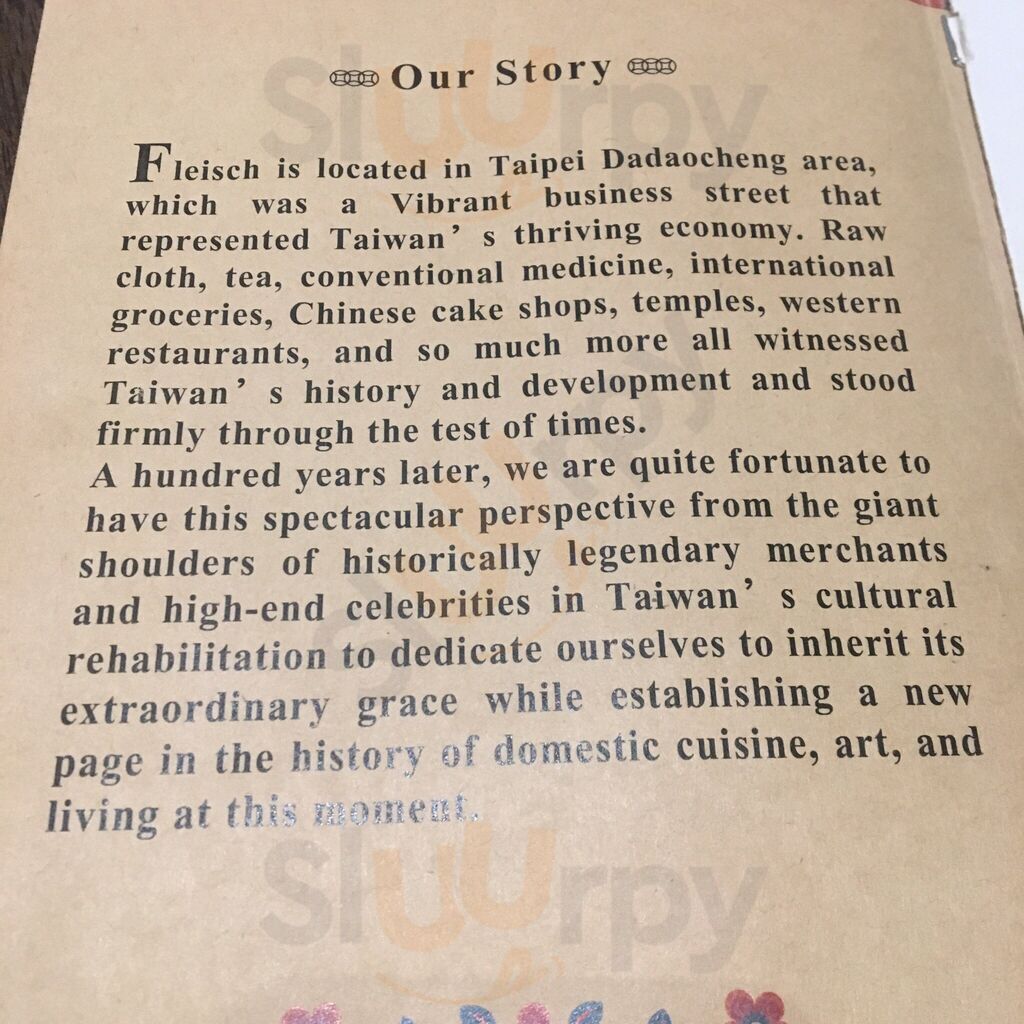 Our Story
Fleisch is located in Taipei Dadaocheng area,
which was a Vibrant business street that
represented Taiwan’ s thriving economy. Raw
cloth, tea, conventional medicine, international
groceries, Chinese cake shops, temples, western
restaurants, and so much more all witnessed
Taiwan’ s history and development and stood
firmly through the test of times.
A hundred years later, we are quite fortunate to
have this spectacular perspective from the giant
shoulders of historically legendary merchants
and high-end celebrities in Taiwan’ s cultural
rehabilitation to dedicate ourselves to inherit its
extraordinary grace while establishing a new
page in the history of domestic cuisine, art, and
living at this moment.
Sluurpy
Sluurpy
Sluurpy